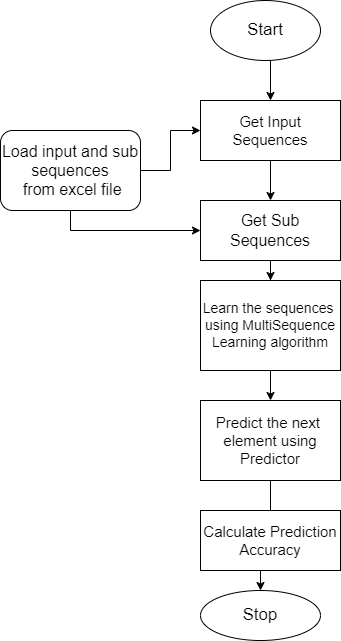 Start
Get Input
Sequences
Load input and sub
sequences
from excel file
Get Sub
Sequences
Learn the sequences
using MultiSequence
Learning algorithm
Predict the next
element using
Predictor
Calculate Prediction
Accuracy
Stop